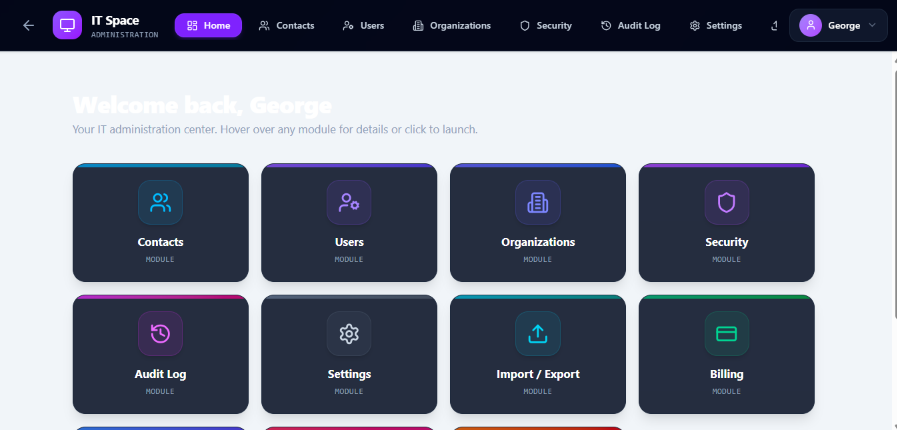 IT Space
ADMINISTRATION
Home
Contacts
Users
Organizations
Security
Audit Log
Settings
George
Welcome back, George
Your IT administration center. Hover over any module for details or click to launch.
Contacts
MODULE
Users
MODULE
Organizations
MODULE
Security
MODULE
Audit Log
MODULE
Settings
MODULE
Import / Export
MODULE
Billing
MODULE